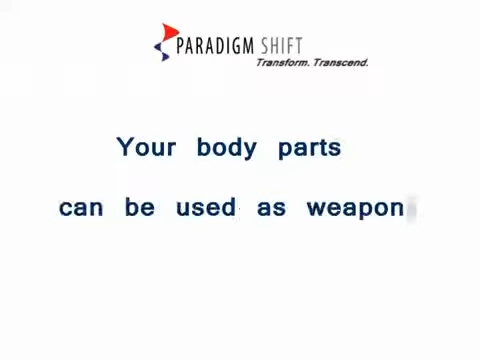 PARADIGM SHIFT
Transform. Transcend.
Your body parts
can be used as weapon